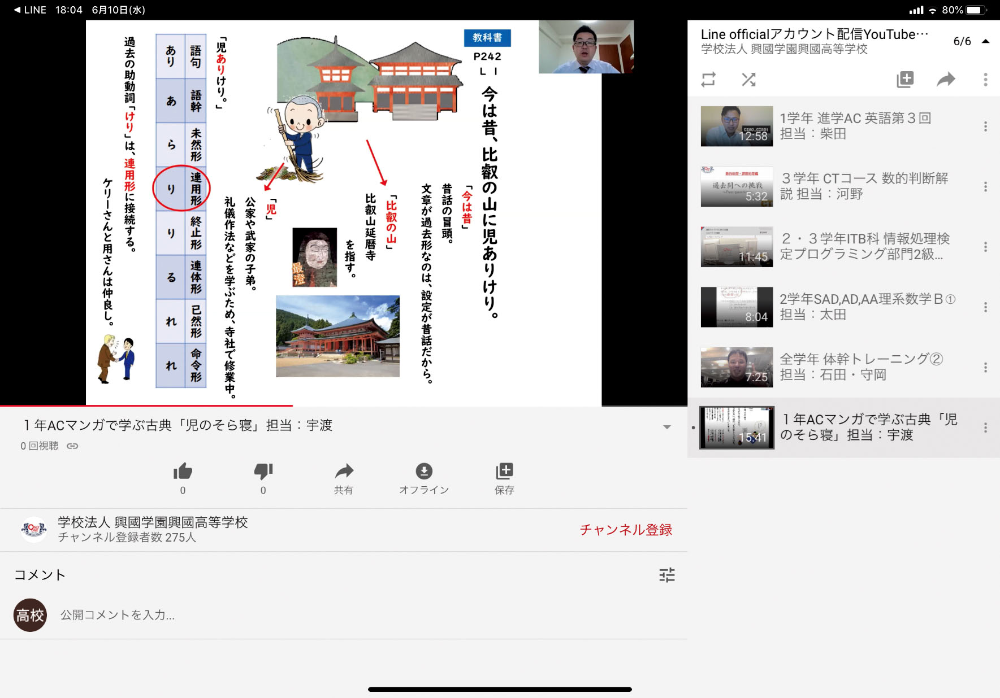 ◀ LINE 18:04 6月10日(水)
80%
教科書
P242
L1
今は昔、比叡の山に児ありけり。
「今は昔」
昔話の冒頭。
文章が過去形なのは、設定が昔話だから。
「比叡の山」
比叡山延暦寺
を指す。
最澄
「児」
公家や武家の子弟。
礼儀作法などを学ぶため、寺社で修業中。
「児ありけり。」
語句 語幹 未然形 連用形 終止形 連体形 已然形 命令形
あり あ ら り り る れ れ
過去の助動詞「けり」は、連用形に接続する。
ケリーさんと用さんは仲良し。
1年ACマンガで学ぶ古典「児のそら寝」担当：宇渡
0 回視聴
0
0
共有
オフライン
保存
学校法人 興國学園興國高等学校
チャンネル登録者数 275人
チャンネル登録
コメント
高校
公開コメントを入力...
Line officialアカウント配信YouTube…
学校法人 興國学園興國高等学校
6/6
CIAO,CIAO!
12:58
1学年 進学AC 英語第３回
担当：柴田
過去問への挑戦
5:32
３学年 CTコース 数的判断解
説 担当：河野
11:45
２・３学年ITB科 情報処理検
定プログラミング部門2級...
8:04
2学年SAD,AD,AA理系数学Ｂ①
担当：太田
7:25
全学年 体幹トレーニング②
担当：石田・守岡
15:41
１年ACマンガで学ぶ古典「児
のそら寝」担当：宇渡